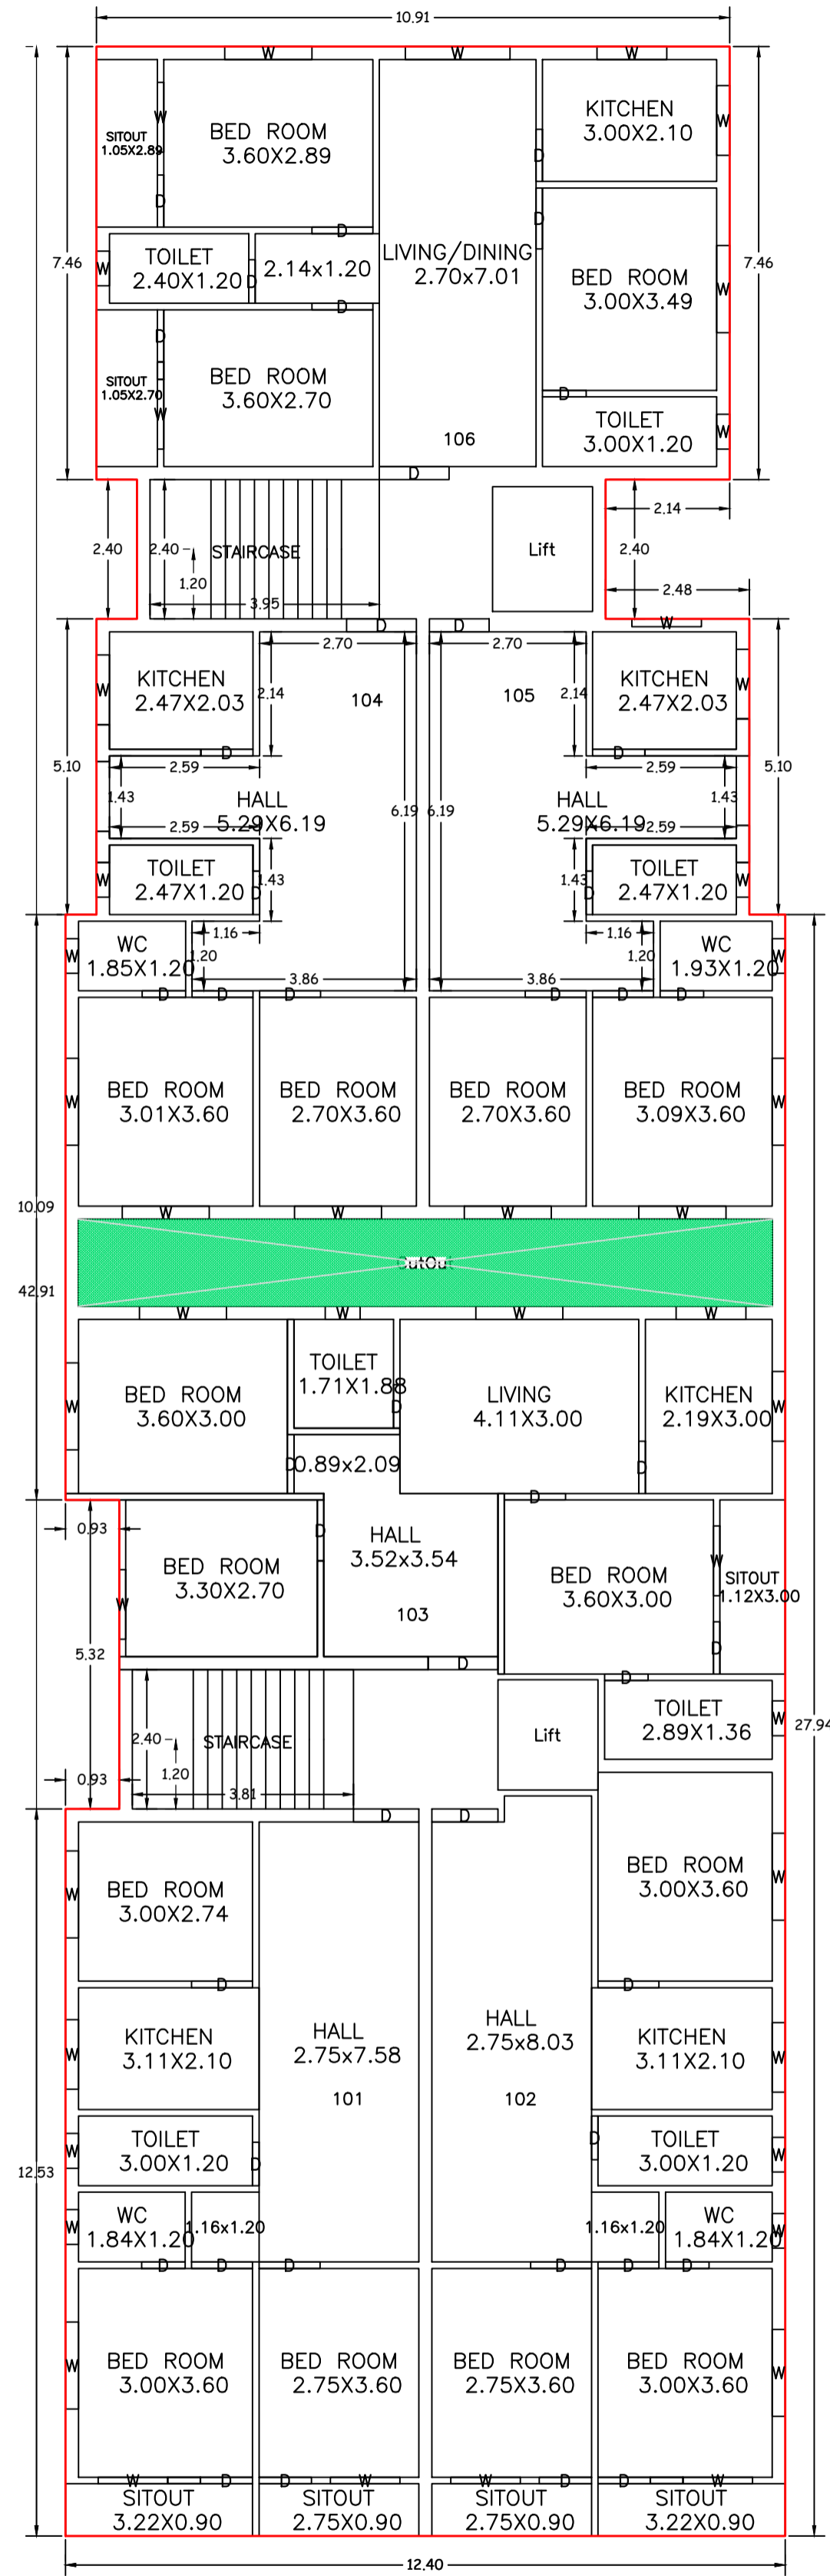 10.91
W
W
W
SITOUT
1.05X2.89
W
D
BED ROOM
3.60X2.89
KITCHEN
3.00X2.10
W
D
D
7.46
7.46
D
TOILET
2.40X1.20
W
D
2.14x1.20
LIVING/DINING
2.70x7.01
BED ROOM
3.00X3.49
W
D
D
SITOUT
1.05X2.70
W
BED ROOM
3.60X2.70
D
TOILET
3.00X1.20
W
106
D
2.14
2.40
2.40
STAIRCASE
1.20
Lift
2.40
3.95
2.48
D
D
W
2.70
2.70
KITCHEN
2.47X2.03
W
2.14
104
105
2.14
KITCHEN
2.47X2.03
W
D
D
5.10
2.59
2.59
5.10
1.43
HALL
5.29X6.19
6.19
6.19
HALL
5.29X6.19
1.43
2.59
2.59
TOILET
2.47X1.20
W
D
1.43
1.43
D
TOILET
2.47X1.20
W
WC
1.85X1.20
W
1.16
1.20
3.86
1.16
1.20
3.86
WC
1.93X1.20
W
D
D
D
D
D
D
BED ROOM
3.01X3.60
W
BED ROOM
2.70X3.60
BED ROOM
2.70X3.60
BED ROOM
3.09X3.60
W
10.09
W
W
W
W
CutOut
42.91
W
W
W
W
BED ROOM
3.60X3.00
W
TOILET
1.71X1.88
D
LIVING
4.11X3.00
KITCHEN
2.19X3.00
W
D
0.89x2.09
D
D
0.93
BED ROOM
3.30X2.70
W
D
HALL
3.52x3.54
103
BED ROOM
3.60X3.00
W
D
SITOUT
1.12X3.00
5.32
D
D
2.40
STAIRCASE
1.20
Lift
TOILET
2.89X1.36
W
27.94
0.93
3.81
D
D
BED ROOM
3.00X2.74
W
BED ROOM
3.00X3.60
W
D
D
KITCHEN
3.11X2.10
W
HALL
2.75x7.58
101
HALL
2.75x8.03
102
KITCHEN
3.11X2.10
W
12.53
TOILET
3.00X1.20
W
D
D
TOILET
3.00X1.20
W
WC
1.84X1.20
W
1.16x1.20
1.16x1.20
WC
1.84X1.20
W
W
D
D
D
D
D
D
BED ROOM
3.00X3.60
W
BED ROOM
2.75X3.60
BED ROOM
2.75X3.60
BED ROOM
3.00X3.60
W
W
D
D
W
W
D
D
W
SITOUT
3.22X0.90
SITOUT
2.75X0.90
SITOUT
2.75X0.90
SITOUT
3.22X0.90
12.40